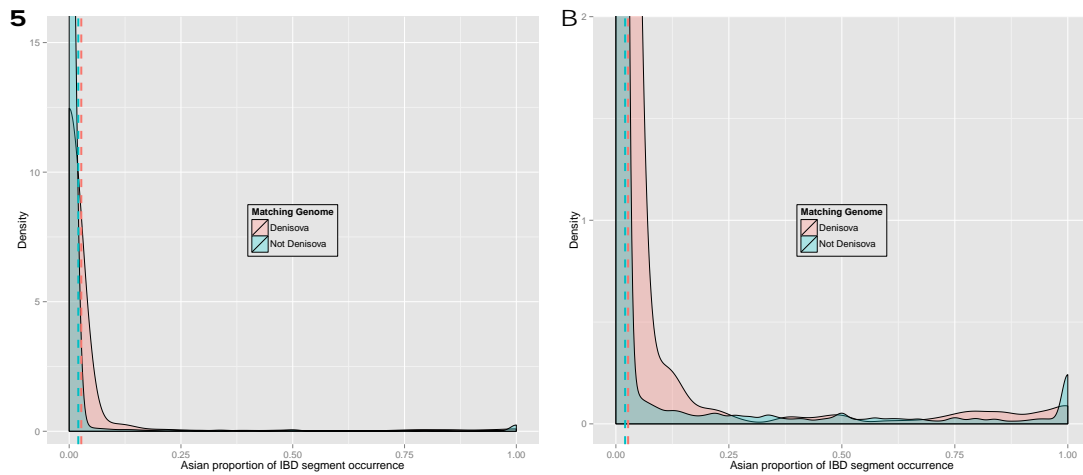 5
15
10
5
0
Density
0.00 0.25 0.50 0.75 1.00
Asian proportion of IBD segment occurrence
Matching Genome
Denisova
Not Denisova
B
2
1
0
Density
0.00 0.25 0.50 0.75 1.00
Asian proportion of IBD segment occurrence
Matching Genome
Denisova
Not Denisova